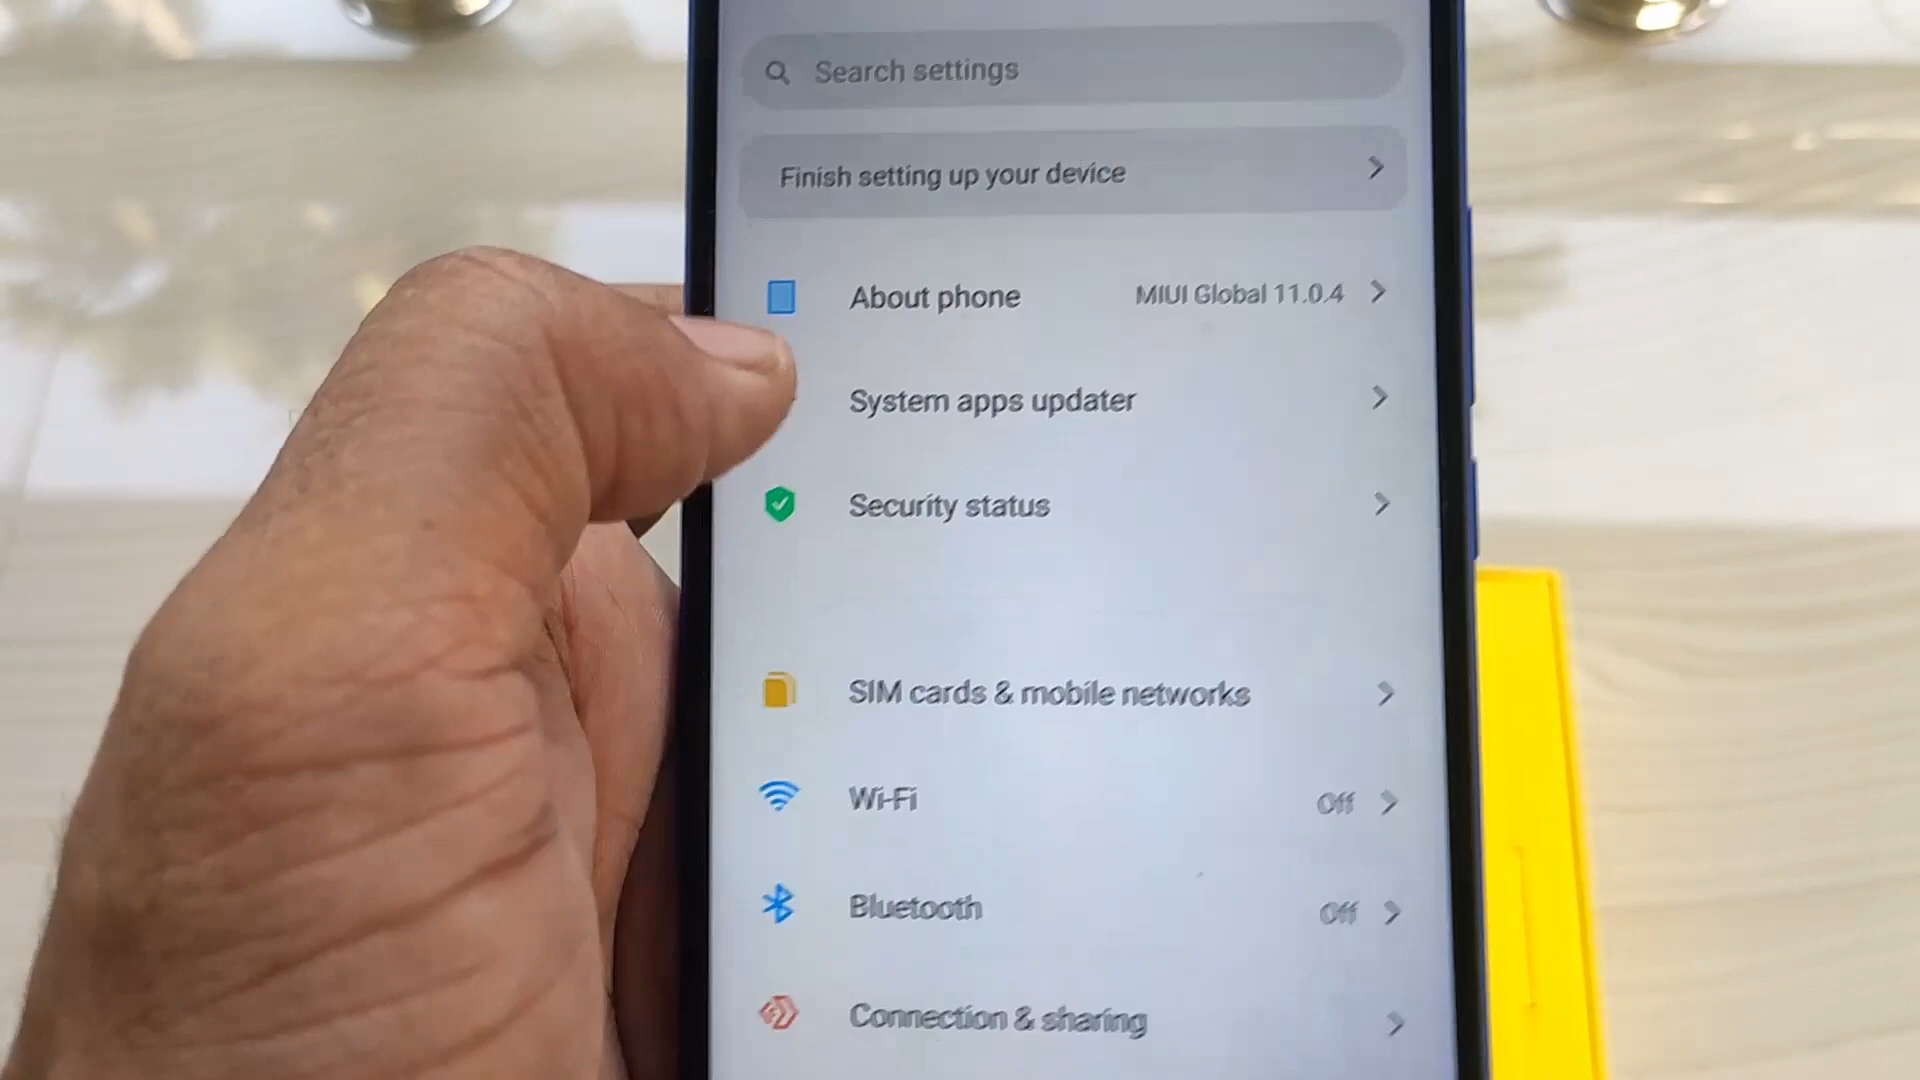 Search settings
Finish setting up your device
About phone MIUI Global 11.0.4
System apps updater
Security status
SIM cards & mobile networks
Wi-Fi Off
Bluetooth Off
Connection & sharing